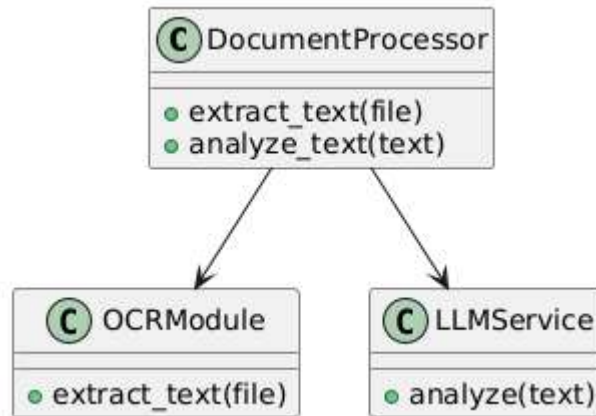 C DocumentProcessor
extract_text(file)
analyze_text(text)
C OCRModule
extract_text(file)
C LLMService
analyze(text)